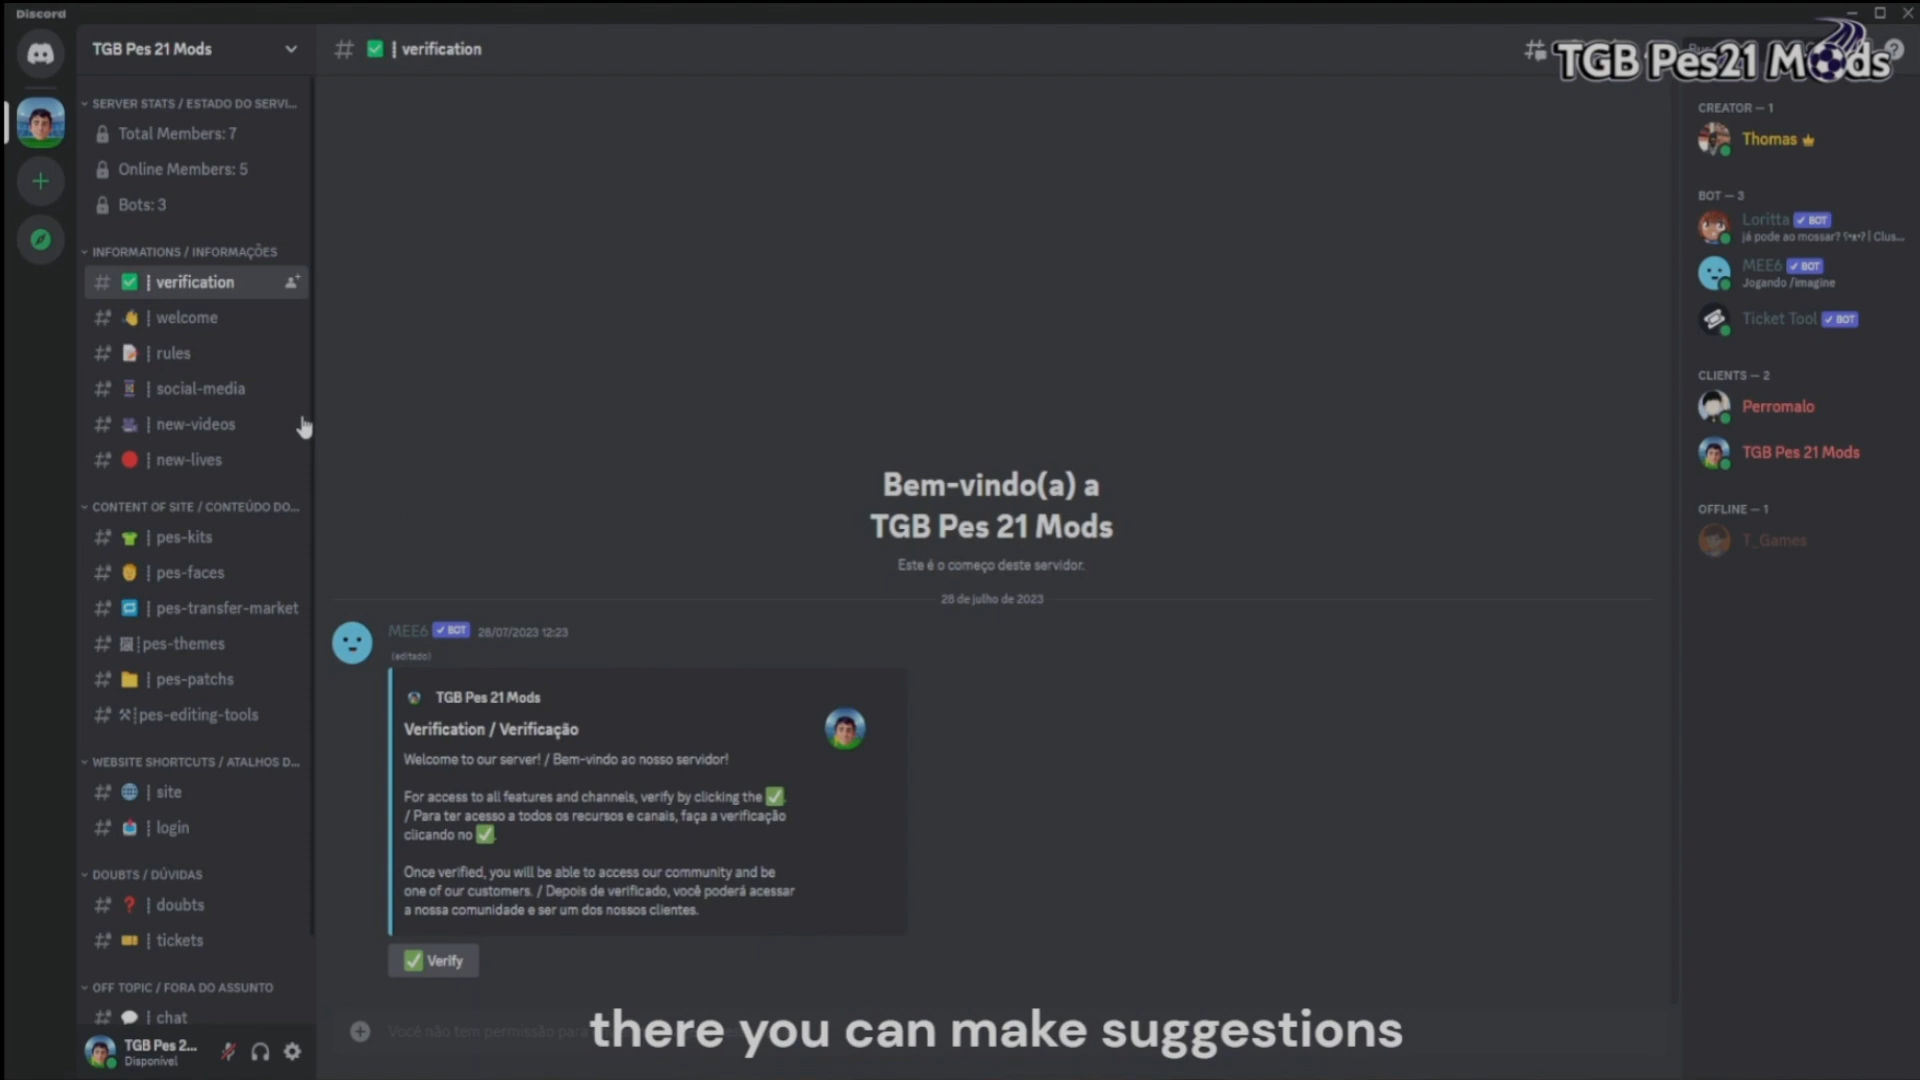 Discord
TGB Pes 21 Mods
SERVER STATS / ESTADO DO SERVI...
Total Members: 7
Online Members: 5
Bots: 3
INFORMATIONS / INFORMAÇÕES
verification
welcome
rules
social-media
new-videos
new-lives
CONTENT OF SITE / CONTEÚDO DO...
pes-kits
pes-faces
pes-transfer-market
pes-themes
pes-patchs
pes-editing-tools
WEBSITE SHORTCUTS / ATALHOS D...
site
login
DOUBTS / DÚVIDAS
doubts
tickets
OFF TOPIC / FORA DO ASSUNTO
chat
TGB Pes 2...
Disponível
verification
Bem-vindo(a) a
TGB Pes 21 Mods
Este é o começo deste servidor.
28 de julho de 2023
MEE6 BOT 28/07/2023 12:23
(editado)
TGB Pes 21 Mods
Verification / Verificação
Welcome to our server! / Bem-vindo ao nosso servidor!
For access to all features and channels, verify by clicking the ✅.
/ Para ter acesso a todos os recursos e canais, faça a verificação
clicando no ✅.
Once verified, you will be able to access our community and be
one of our customers. / Depois de verificado, você poderá acessar
a nossa comunidade e ser um dos nossos clientes.
Verify
Você não tem permissão para
there you can make suggestions
TGB Pes21 Mods
CREATOR — 1
Thomas
BOT — 3
Loritta BOT
já pode ao mossar?
MEE6 BOT
Jogando /imagine
Ticket Tool BOT
CLIENTS — 2
Perromalo
TGB Pes 21 Mods
OFFLINE — 1
T_Games